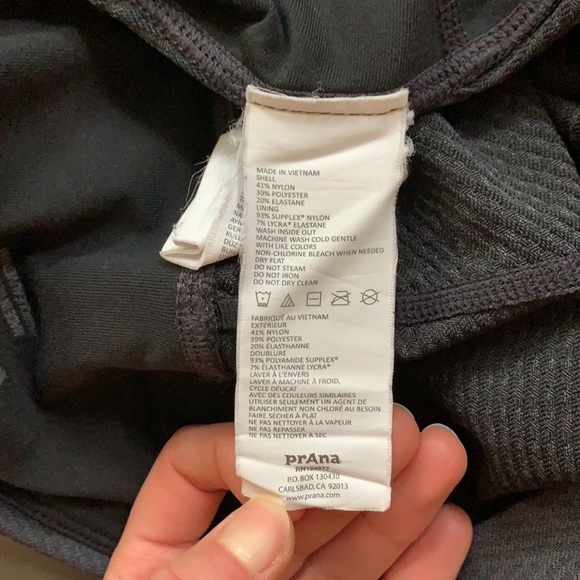 MADE IN VIETNAM
SHELL
41% NYLON
39% POLYESTER
20% ELASTANE
LINING
93% SUPPLEX® NYLON
7% LYCRA® ELASTANE
WASH INSIDE OUT
MACHINE WASH COLD GENTLE
WITH LIKE COLORS
NON-CHLORINE BLEACH WHEN NEEDED
DRY FLAT
DO NOT STEAM
DO NOT IRON
DO NOT DRY CLEAN
FABRIQUÉ AU VIETNAM
EXTÉRIEUR
41% NYLON
39% POLYESTER
20% ÉLASTHANNE
DOUBLURE
93% POLYAMIDE SUPPLEX®
7% ÉLASTHANNE LYCRA®
LAVER À L'ENVERS
LAVER À MACHINE À FROID,
CYCLE DÉLICAT
AVEC DES COULEURS SIMILAIRES
UTILISER SEULEMENT UN AGENT DE
BLANCHIMENT NON CHLORÉ AU BESOIN
FAIRE SÉCHER À PLAT
NE PAS NETTOYER À LA VAPEUR
NE PAS REPASSER
NE PAS NETTOYER À SEC
prAna
RN124977
P.O. BOX 130430
CARLSBAD, CA 92013
www.prana.com